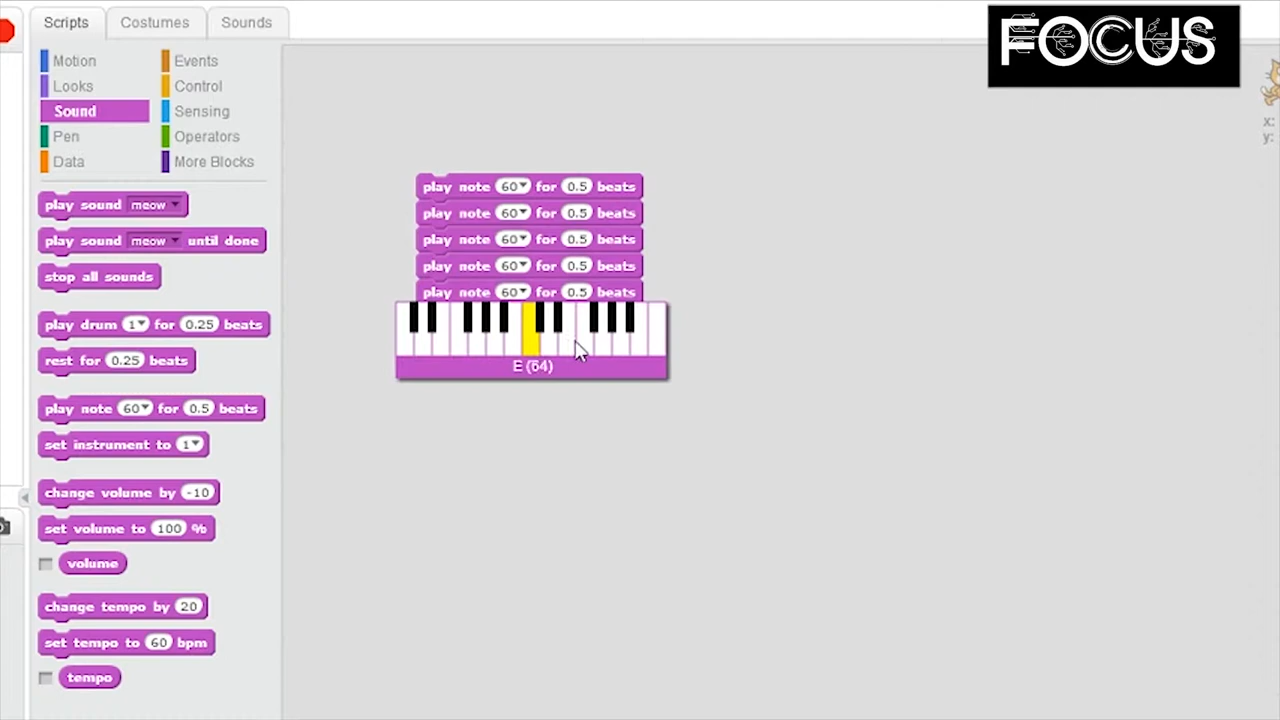 Scripts Costumes Sounds
FOCUS
Motion Events
Looks Control
Sound Sensing
Pen Operators
Data More Blocks
x:
y:
play sound meow
play sound meow until done
stop all sounds
play drum 1 for 0.25 beats
rest for 0.25 beats
play note 60 for 0.5 beats
set instrument to 1
change volume by -10
set volume to 100 %
volume
change tempo by 20
set tempo to 60 bpm
tempo
play note 60 for 0.5 beats
play note 60 for 0.5 beats
play note 60 for 0.5 beats
play note 60 for 0.5 beats
play note 60 for 0.5 beats
E (64)